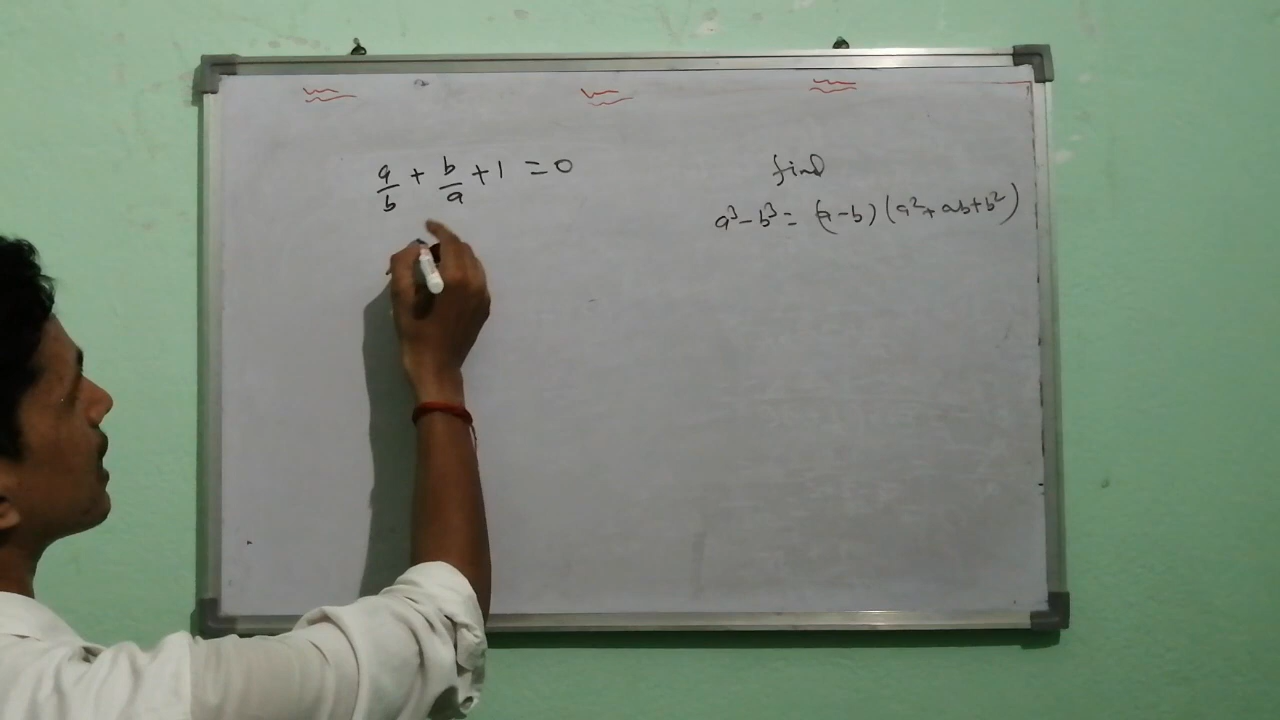 a/b + b/a + 1 = 0
find
a³ - b³ = (a-b)(a²+ab+b²)